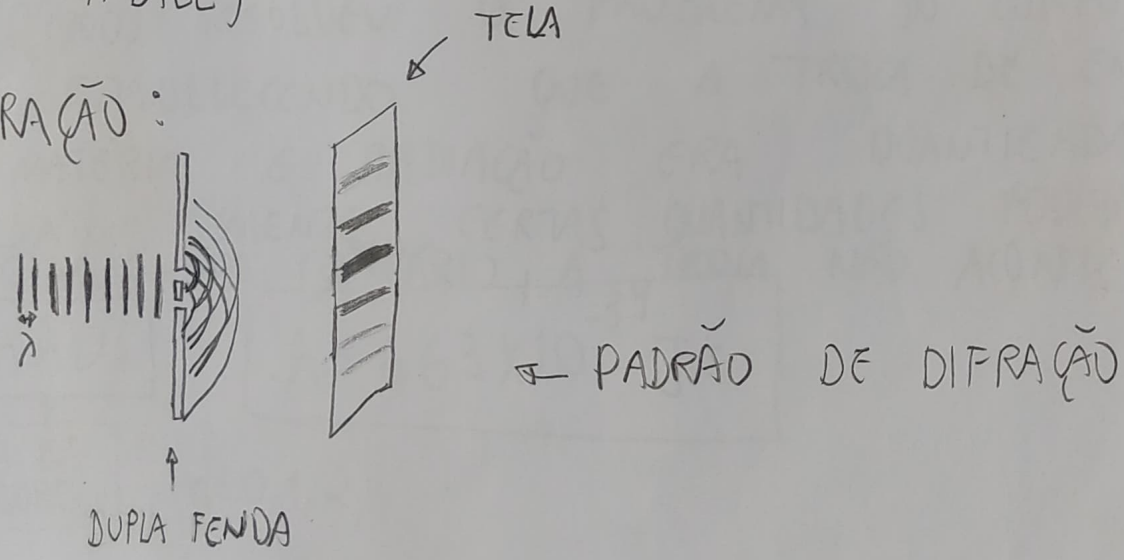 TELA
RAÇÃO:
λ
← PADRÃO DE DIFRAÇÃO
DUPLA FENDA